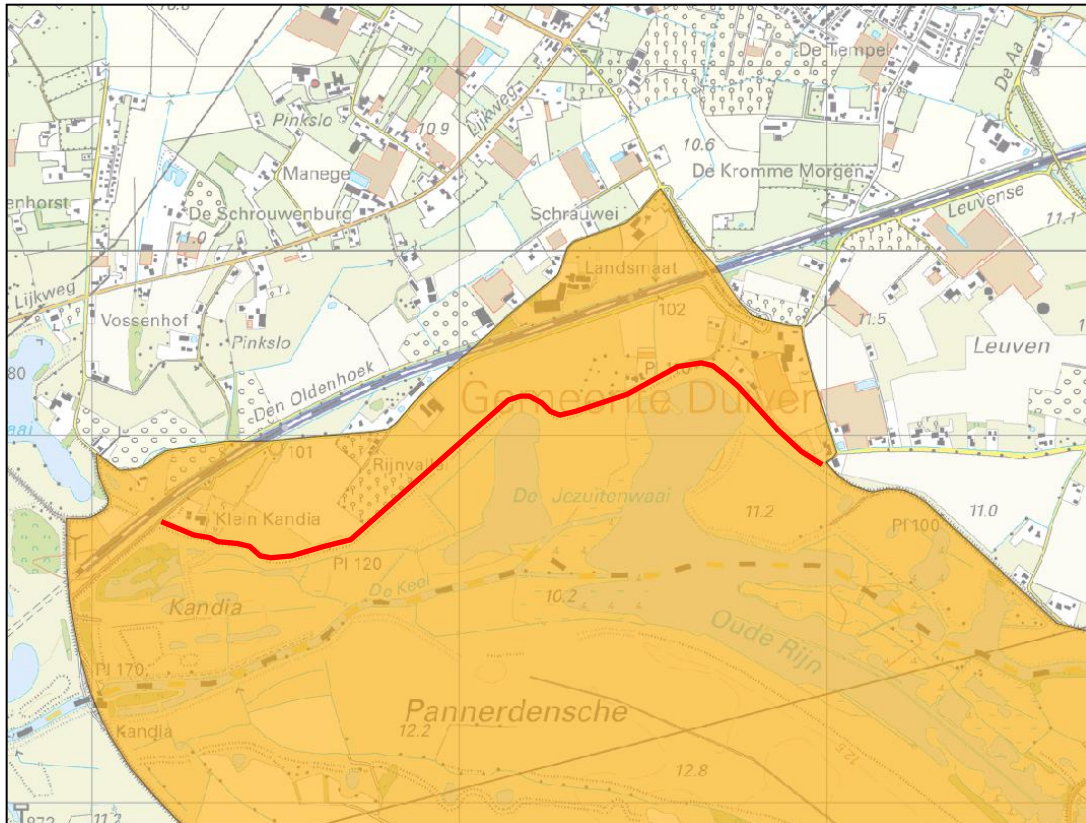 De Tempel
De Aa
Pinkslo
10.9
Lijkweg
10.6
Manege
De Kromme Morgen
enhorst
De Schrouwenburg
11.0
Schrauwei
Leuvense
11.1
Landsmaat
Lijkweg
102
Vossenhof
11.5
Pinkslo
Leuven
80
Den Oldenhoek
Gemeente Duiven
101
Rijnvalle
De Jezuitenwaai
Klein Kandia
11.2
11.0
Pl 100
Pl 120
De Keel
Kandia
10.2
Oude Rijn
Pl 170
Pannerdensche
Kandia
12.2
12.8
11.2